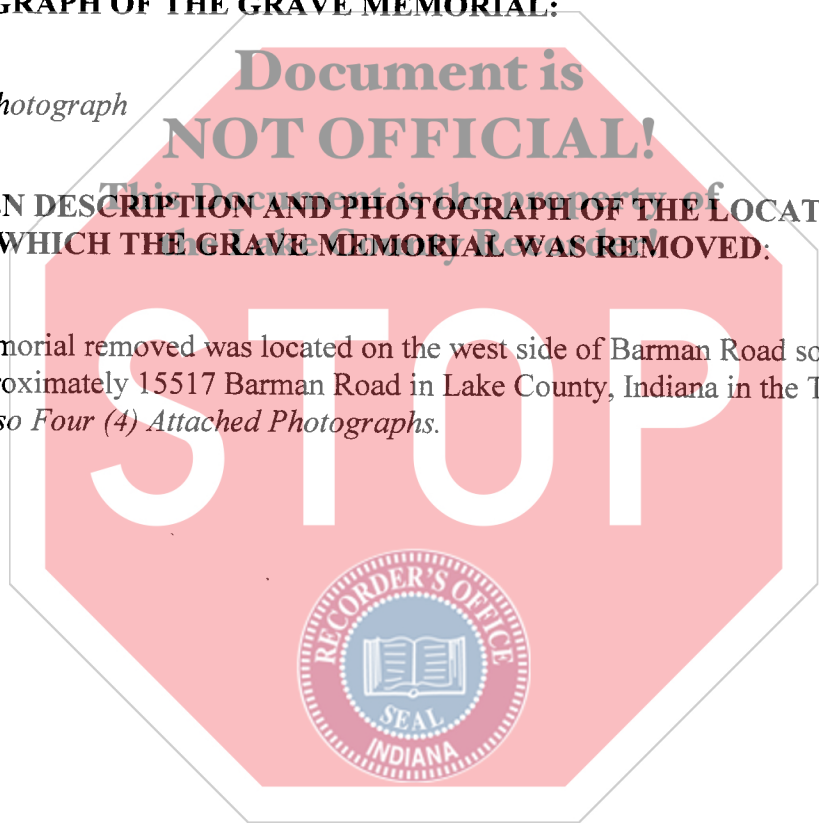 GRAPH OF THE GRAVE MEMORIAL:
Document is
hotograph
NOT OFFICIAL!
This Document is the property of
N DESCRIPTION AND PHOTOGRAPH OF THE LOCAT
the Lake County Recorder!
WHICH THE GRAVE MEMORIAL WAS REMOVED:
morial removed was located on the west side of Barman Road so
roximately 15517 Barman Road in Lake County, Indiana in the T
so Four (4) Attached Photographs.
STOP
RECORDER'S OFFICE
SEAL
INDIANA